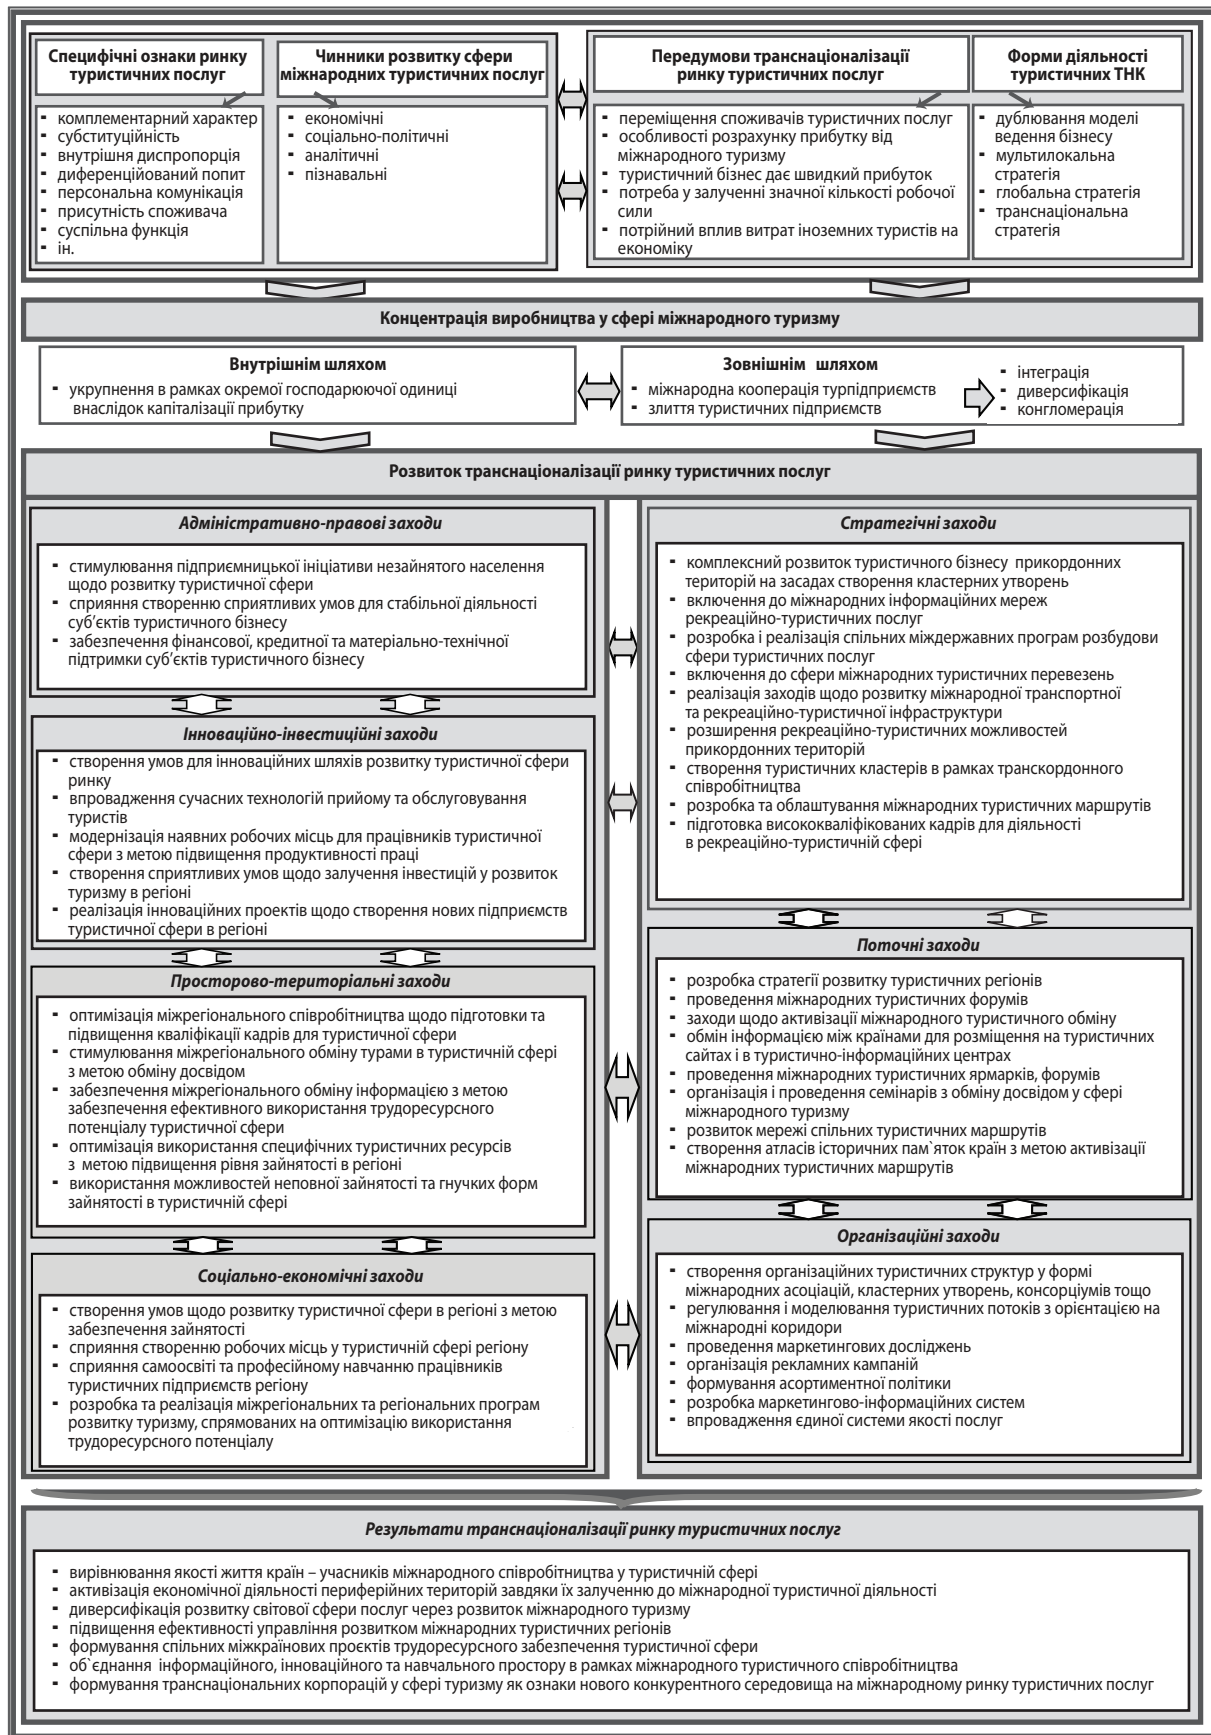 Специфічні ознаки ринку
туристичних послуг
- комплементарний характер
- субституційність
- внутрішня диспропорція
- диференційований попит
- персональна комунікація
- присутність споживача
- суспільна функція
- ін.
Чинники розвитку сфери
міжнародних туристичних послуг
- економічні
- соціально-політичні
- аналітичні
- пізнавальні
Передумови транснаціоналізації
ринку туристичних послуг
- переміщення споживачів туристичних послуг
- особливості розрахунку прибутку від
міжнародного туризму
- туристичний бізнес дає швидкий прибуток
- потреба у залученні значної кількості робочої
сили
- потрійний вплив витрат іноземних туристів на
економіку
Форми діяльності
туристичних ТНК
- дублювання моделі
ведення бізнесу
- мультилокальна
стратегія
- глобальна стратегія
- транснаціональна
стратегія
Концентрація виробництва у сфері міжнародного туризму
Внутрішнім шляхом
- укрупнення в рамках окремої господарюючої одиниці
внаслідок капіталізації прибутку
Зовнішнім шляхом
- міжнародна кооперація турпідприємств
- злиття туристичних підприємств
- інтеграція
- диверсифікація
- конгломерація
Розвиток транснаціоналізації ринку туристичних послуг
Адміністративно-правові заходи
- стимулювання підприємницької ініціативи незайнятого населення
щодо розвитку туристичної сфери
- сприяння створенню сприятливих умов для стабільної діяльності
суб’єктів туристичного бізнесу
- забезпечення фінансової, кредитної та матеріально-технічної
підтримки суб’єктів туристичного бізнесу
Інноваційно-інвестиційні заходи
- створення умов для інноваційних шляхів розвитку туристичної сфери
ринку
- впровадження сучасних технологій прийому та обслуговування
туристів
- модернізація наявних робочих місць для працівників туристичної
сфери з метою підвищення продуктивності праці
- створення сприятливих умов щодо залучення інвестицій у розвиток
туризму в регіоні
- реалізація інноваційних проектів щодо створення нових підприємств
туристичної сфери в регіоні
Просторово-територіальні заходи
- оптимізація міжрегіонального співробітництва щодо підготовки та
підвищення кваліфікації кадрів для туристичної сфери
- стимулювання міжрегіонального обміну турами в туристичній сфері
з метою обміну досвідом
- забезпечення міжрегіонального обміну інформацією з метою
забезпечення ефективного використання трудоресурсного
потенціалу туристичної сфери
- оптимізація використання специфічних туристичних ресурсів
з метою підвищення рівня зайнятості в регіоні
- використання можливостей неповної зайнятості та гнучких форм
зайнятості в туристичній сфері
Соціально-економічні заходи
- створення умов щодо розвитку туристичної сфери в регіоні з метою
забезпечення зайнятості
- сприяння створенню робочих місць у туристичній сфері регіону
- сприяння самоосвіті та професійному навчанню працівників
туристичних підприємств регіону
- розробка та реалізація міжрегіональних та регіональних програм
розвитку туризму, спрямованих на оптимізацію використання
трудоресурсного потенціалу
Стратегічні заходи
- комплексний розвиток туристичного бізнесу прикордонних
територій на засадах створення кластерних утворень
- включення до міжнародних інформаційних мереж
рекреаційно-туристичних послуг
- розробка і реалізація спільних міждержавних програм розбудови
сфери туристичних послуг
- включення до сфери міжнародних туристичних перевезень
- реалізація заходів щодо розвитку міжнародної транспортної
та рекреаційно-туристичної інфраструктури
- розширення рекреаційно-туристичних можливостей
прикордонних територій
- створення туристичних кластерів в рамках транскордонного
співробітництва
- розробка та облаштування міжнародних туристичних маршрутів
- підготовка висококваліфікованих кадрів для діяльності
в рекреаційно-туристичній сфері
Поточні заходи
- розробка стратегії розвитку туристичних регіонів
- проведення міжнародних туристичних форумів
- заходи щодо активізації міжнародного туристичного обміну
- обмін інформацією між країнами для розміщення на туристичних
сайтах і в туристично-інформаційних центрах
- проведення міжнародних туристичних ярмарків, форумів
- організація і проведення семінарів з обміну досвідом у сфері
міжнародного туризму
- розвиток мережі спільних туристичних маршрутів
- створення атласів історичних пам`яток країн з метою активізації
міжнародних туристичних маршрутів
Організаційні заходи
- створення організаційних туристичних структур у формі
міжнародних асоціацій, кластерних утворень, консорціумів тощо
- регулювання і моделювання туристичних потоків з орієнтацією на
міжнародні коридори
- проведення маркетингових досліджень
- організація рекламних кампаній
- формування асортиментної політики
- розробка маркетингово-інформаційних систем
- впровадження єдиної системи якості послуг
Результати транснаціоналізації ринку туристичних послуг
- вирівнювання якості життя країн – учасників міжнародного співробітництва у туристичній сфері
- активізація економічної діяльності периферійних територій завдяки їх залученню до міжнародної туристичної діяльності
- диверсифікація розвитку світової сфери послуг через розвиток міжнародного туризму
- підвищення ефективності управління розвитком міжнародних туристичних регіонів
- формування спільних міжкраїнових проєктів трудоресурсного забезпечення туристичної сфери
- об`єднання інформаційного, інноваційного та навчального простору в рамках міжнародного туристичного співробітництва
- формування транснаціональних корпорацій у сфері туризму як ознаки нового конкурентного середовища на міжнародному ринку туристичних послуг